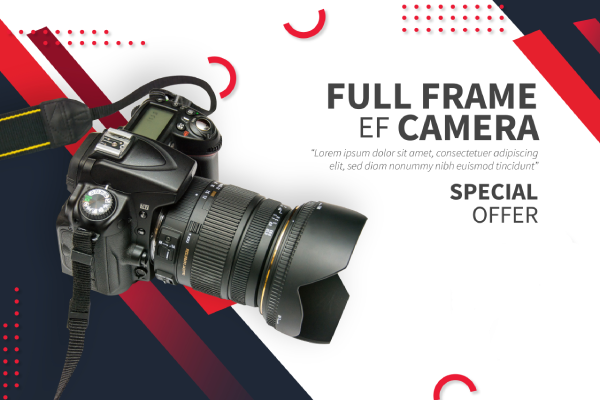 FULL FRAME
EF CAMERA
"Lorem ipsum dolor sit amet, consectetuer adipiscing
elit, sed diam nonummy nibh euismod tincidunt"
SPECIAL
OFFER